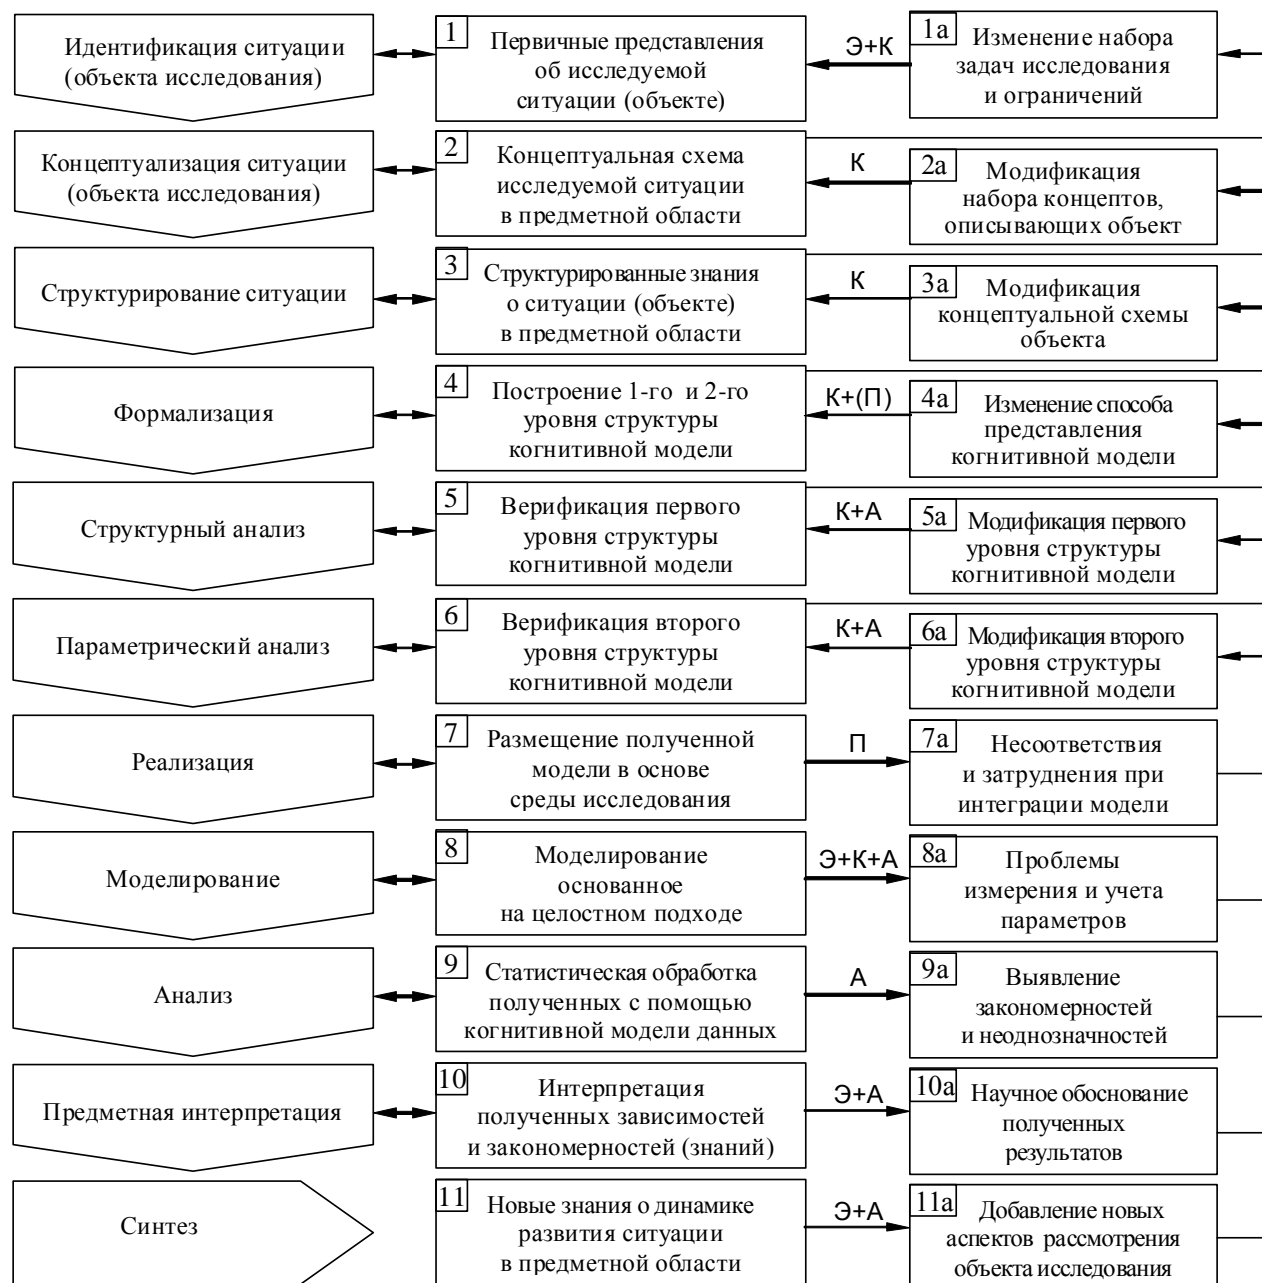 Идентификация ситуации
(объекта исследования)
1
Первичные представления
об исследуемой
ситуации (объекте)
Э+К
1а
Изменение набора
задач исследования
и ограничений
Концептуализация ситуации
(объекта исследования)
2
Концептуальная схема
исследуемой ситуации
в предметной области
К
2а
Модификация
набора концептов,
описывающих объект
Структурирование ситуации
3
Структурированные знания
о ситуации (объекте)
в предметной области
К
3а
Модификация
концептуальной схемы
объекта
Формализация
4
Построение 1-го и 2-го
уровня структуры
когнитивной модели
К+(П)
4а
Изменение способа
представления
когнитивной модели
Структурный анализ
5
Верификация первого
уровня структуры
когнитивной модели
К+А
5а
Модификация первого
уровня структуры
когнитивной модели
Параметрический анализ
6
Верификация второго
уровня структуры
когнитивной модели
К+А
6а
Модификация второго
уровня структуры
когнитивной модели
Реализация
7
Размещение полученной
модели в основе
среды исследования
П
7а
Несоответствия
и затруднения при
интеграции модели
Моделирование
8
Моделирование
основанное
на целостном подходе
Э+К+А
8а
Проблемы
измерения и учета
параметров
Анализ
9
Статистическая обработка
полученных с помощью
когнитивной модели данных
А
9а
Выявление
закономерностей
и неоднозначностей
Предметная интерпретация
10
Интерпретация
полученных зависимостей
и закономерностей (знаний)
Э+А
10а
Научное обоснование
полученных
результатов
Синтез
11
Новые знания о динамике
развития ситуации
в предметной области
Э+А
11а
Добавление новых
аспектов рассмотрения
объекта исследования